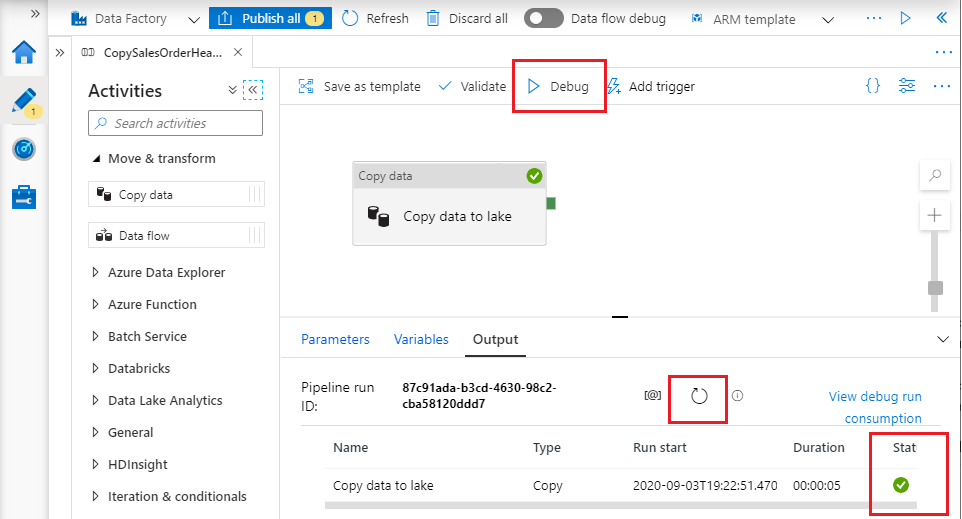 »
Data Factory
Publish all 1
Refresh
Discard all
Data flow debug
ARM template
...
«
»
CopySalesOrderHea... ×
...
1
Activities
Search activities
Move & transform
Copy data
Data flow
Azure Data Explorer
Azure Function
Batch Service
Databricks
Data Lake Analytics
General
HDInsight
Iteration & conditionals
Save as template
Validate
Debug
Add trigger
{}
...
Copy data
Copy data to lake
+
Parameters Variables Output
Pipeline run
ID:
87c91ada-b3cd-4630-98c2-
cba58120ddd7
[@]
View debug run
consumption
Name Type Run start Duration Stat
Copy data to lake Copy 2020-09-03T19:22:51.470 00:00:05